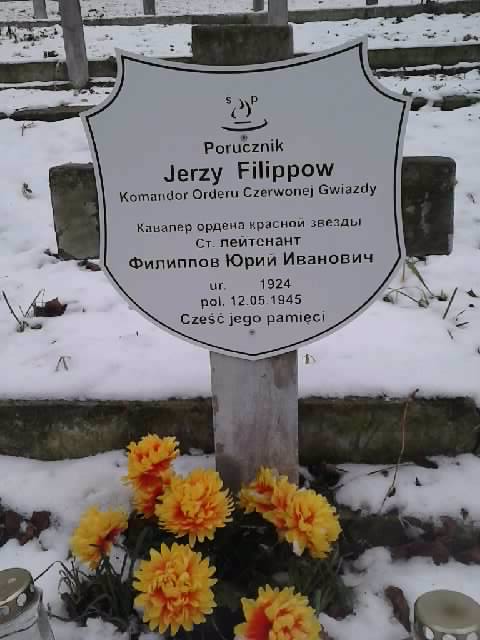 S P
Porucznik
Jerzy Filippow
Komandor Orderu Czerwonej Gwiazdy
Кавалер ордена красной звезды
Ст. лейтенант
Филиппов Юрий Иванович
ur. 1924
pol. 12.05.1945
Cześć jego pamięci